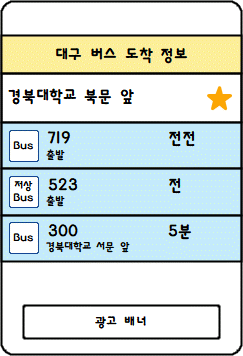 대구 버스 도착 정보
경북대학교 북문 앞
Bus 719 전전
출발
저상 Bus 523 전
출발
Bus 300 5분
경북대학교 서문 앞
광고 배너